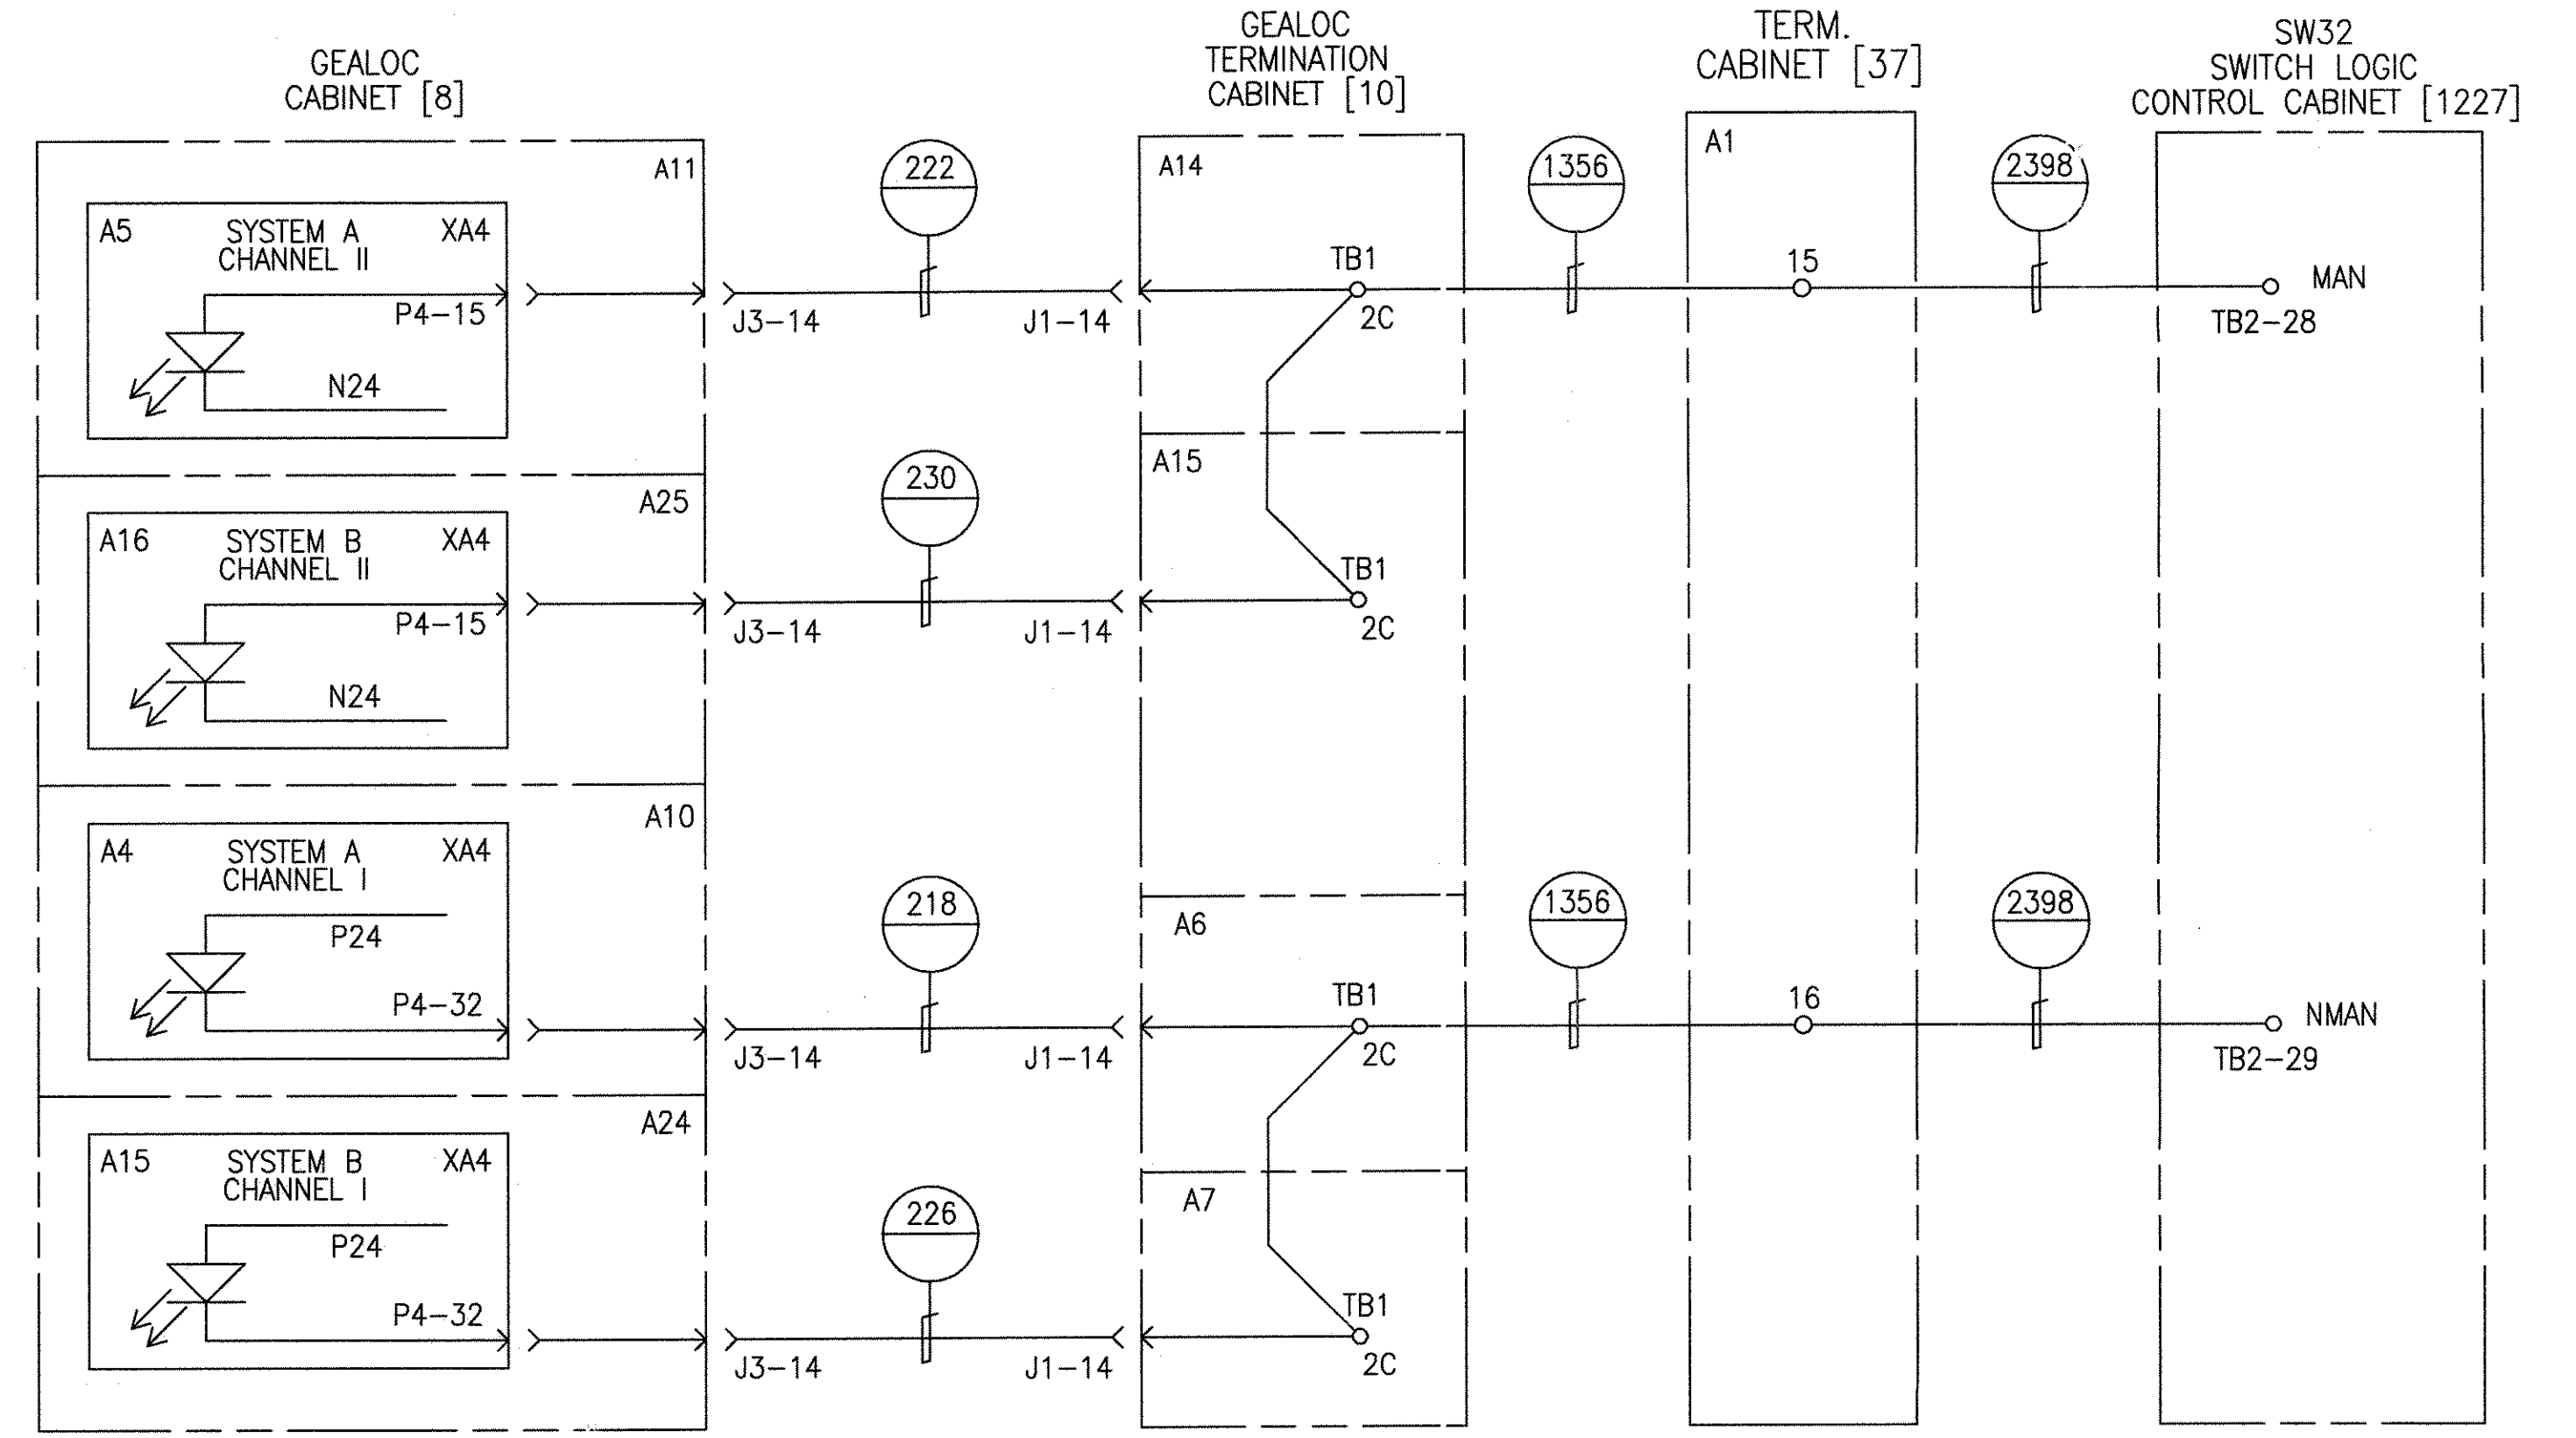 GEALOC
CABINET [8]
GEALOC
TERMINATION
CABINET [10]
TERM.
CABINET [37]
SW32
SWITCH LOGIC
CONTROL CABINET [1227]
A11
A5
SYSTEM A
CHANNEL II
XA4
P4-15
N24
222
J3-14
J1-14
A14
TB1
2C
1356
A1
15
2398
MAN
TB2-28
A25
A16
SYSTEM B
CHANNEL II
XA4
P4-15
N24
230
J3-14
J1-14
A15
TB1
2C
A10
A4
SYSTEM A
CHANNEL I
XA4
P24
P4-32
218
J3-14
J1-14
A6
TB1
2C
1356
16
2398
NMAN
TB2-29
A24
A15
SYSTEM B
CHANNEL I
XA4
P24
P4-32
226
J3-14
J1-14
A7
TB1
2C